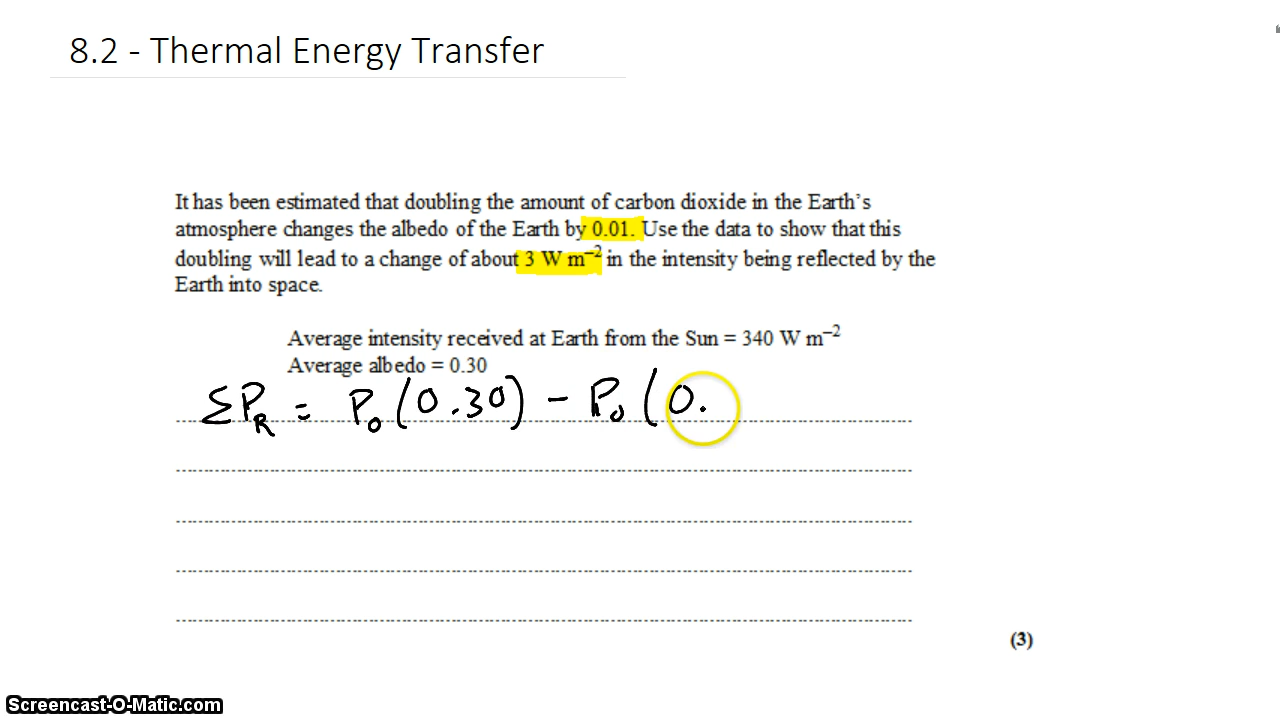 8.2 - Thermal Energy Transfer
It has been estimated that doubling the amount of carbon dioxide in the Earth's
atmosphere changes the albedo of the Earth by 0.01. Use the data to show that this
doubling will lead to a change of about 3 W m⁻² in the intensity being reflected by the
Earth into space.
Average intensity received at Earth from the Sun = 340 W m⁻²
Average albedo = 0.30
ΣP_R = P₀(0.30) - P₀(0.
(3)
Screencast-O-Matic.com